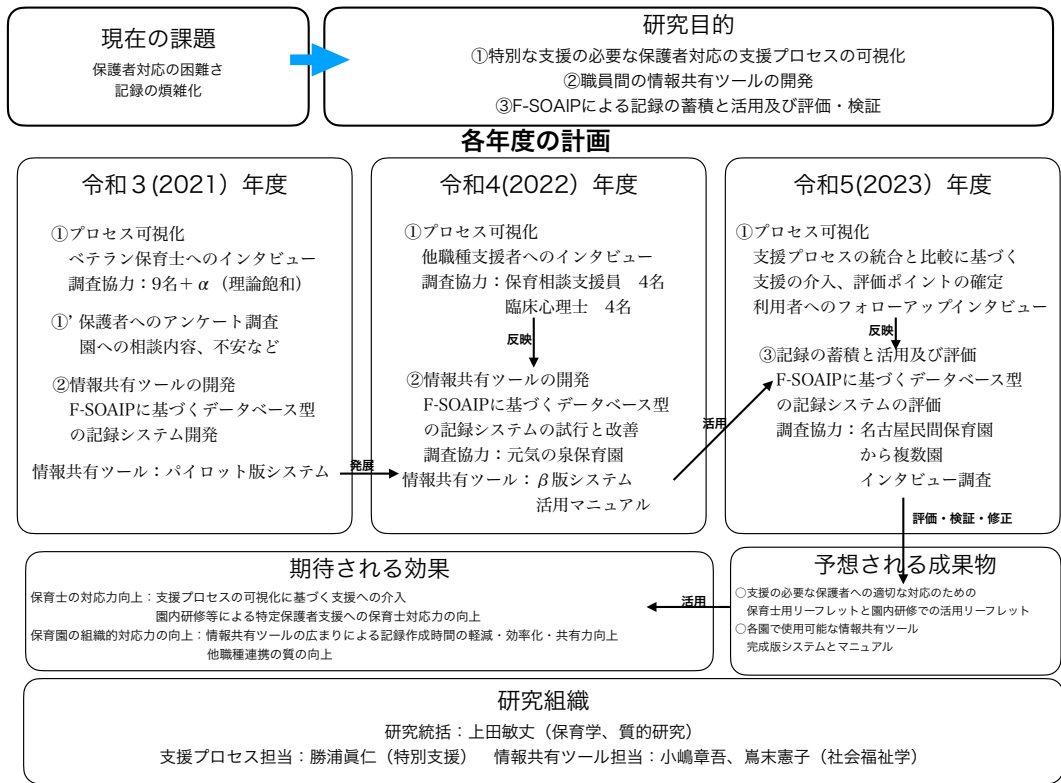 現在の課題
保護者対応の困難さ
記録の煩雑化
研究目的
①特別な支援の必要な保護者対応の支援プロセスの可視化
②職員間の情報共有ツールの開発
③F-SOAIPによる記録の蓄積と活用及び評価・検証
各年度の計画
令和３(2021）年度
①プロセス可視化
ベテラン保育士へのインタビュー
調査協力：9名＋α（理論飽和）
①’ 保護者へのアンケート調査
園への相談内容、不安など
②情報共有ツールの開発
F-SOAIPに基づくデータベース型
の記録システム開発
情報共有ツール：パイロット版システム
発展
令和4(2022）年度
①プロセス可視化
他職種支援者へのインタビュー
調査協力：保育相談支援員　4名
臨床心理士　4名
反映
②情報共有ツールの開発
F-SOAIPに基づくデータベース型
の記録システムの試行と改善
調査協力：元気の泉保育園
情報共有ツール：β版システム
活用マニュアル
活用
令和5(2023）年度
①プロセス可視化
支援プロセスの統合と比較に基づく
支援の介入、評価ポイントの確定
利用者へのフォローアップインタビュー
反映
③記録の蓄積と活用及び評価
F-SOAIPに基づくデータベース型
の記録システムの評価
調査協力：名古屋民間保育園
から複数園
インタビュー調査
評価・検証・修正
予想される成果物
○支援の必要な保護者への適切な対応のための
保育士用リーフレットと園内研修での活用リーフレット
○各園で使用可能な情報共有ツール
完成版システムとマニュアル
活用
期待される効果
保育士の対応力向上：支援プロセスの可視化に基づく支援への介入
園内研修等による特定保護者支援への保育士対応力の向上
保育園の組織的対応力の向上：情報共有ツールの広まりによる記録作成時間の軽減・効率化・共有力向上
他職種連携の質の向上
研究組織
研究統括：上田敏丈（保育学、質的研究）
支援プロセス担当：勝浦眞仁（特別支援）　情報共有ツール担当：小嶋章吾、嶌末憲子（社会福祉学）